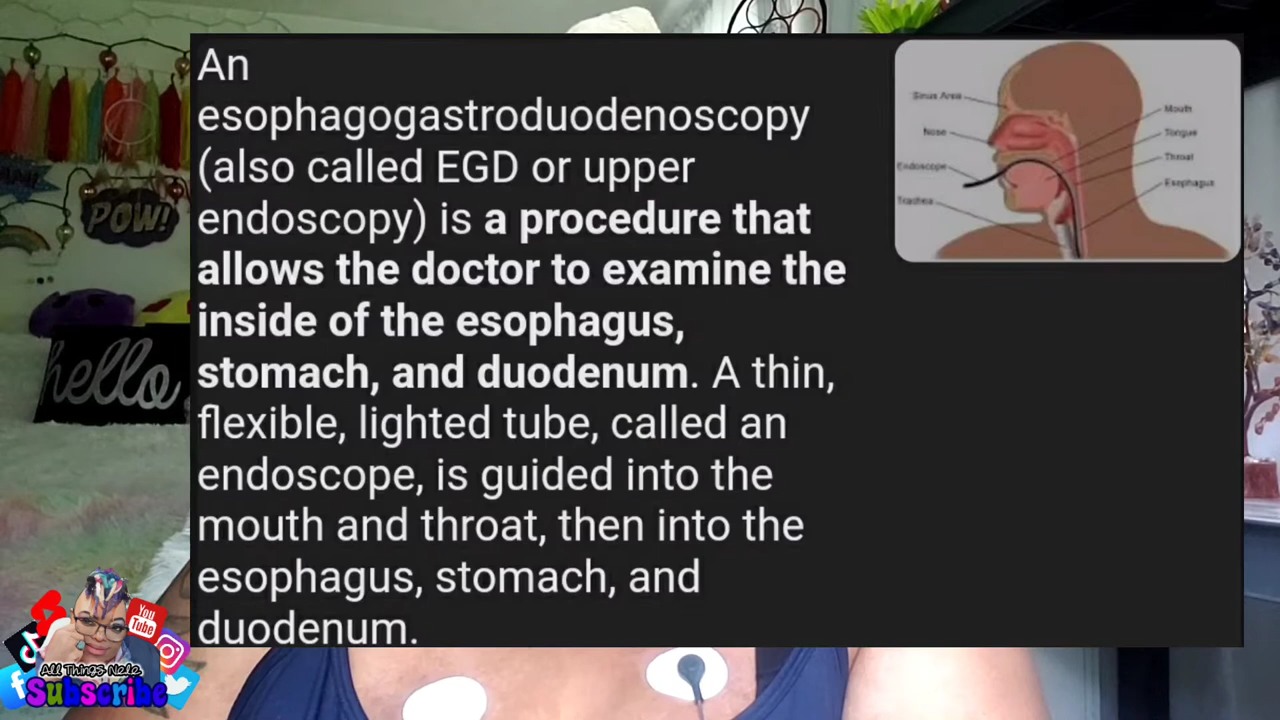 An
esophagogastroduodenoscopy
(also called EGD or upper
endoscopy) is a procedure that
allows the doctor to examine the
inside of the esophagus,
stomach, and duodenum. A thin,
flexible, lighted tube, called an
endoscope, is guided into the
mouth and throat, then into the
esophagus, stomach, and
duodenum.
Sinus Area
Nose
Endoscope
Trachea
Mouth
Tongue
Throat
Esophagus
POW!
hello
You
Tube
All Things Nele
Subscribe